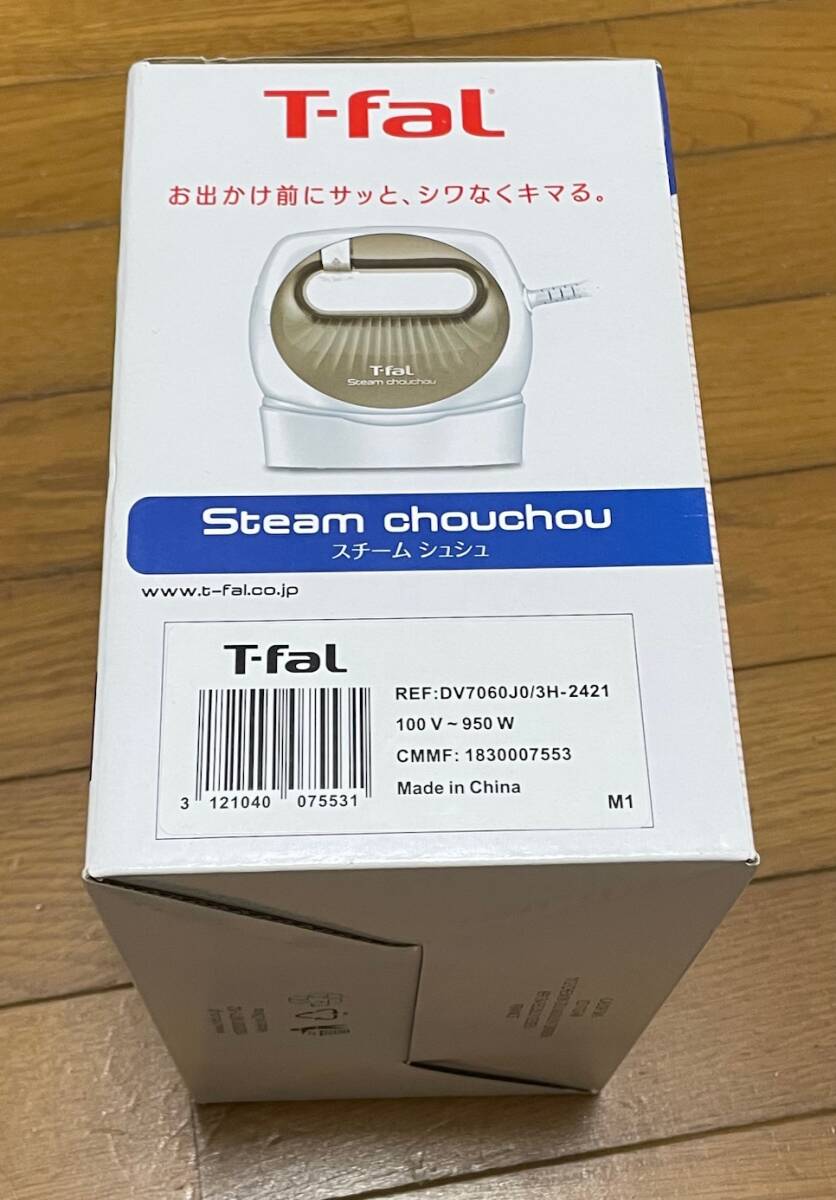 T-fal
お出かけ前にサッと、シワなくキマる。
T-fal
Steam chouchou
Steam chouchou
スチーム シュシュ
www.t-fal.co.jp
T-fal
REF:DV7060J0/3H-2421
100 V ~ 950 W
CMMF: 1830007553
Made in China
3 121040 075531
M1